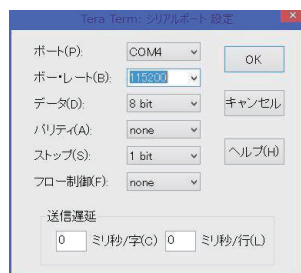 Tera Term: シリアルポート 設定
ポート(P): COM4 OK
ボー・レート(B): 115200
データ(D): 8 bit キャンセル
パリティ(A): none
ストップ(S): 1 bit ヘルプ(H)
フロー制御(F): none
送信遅延
0 ミリ秒/字(C) 0 ミリ秒/行(L)